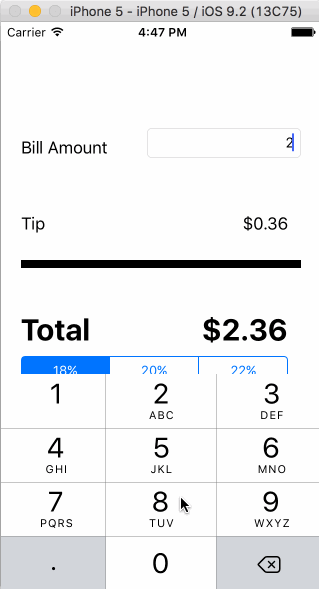 iPhone 5 - iPhone 5 / iOS 9.2 (13C75)
Carrier 4:47 PM
Bill Amount 2
Tip $0.36
Total $2.36
18% 20% 22%
1 2 3
ABC DEF
4 5 6
GHI JKL MNO
7 8 9
PQRS TUV WXYZ
. 0